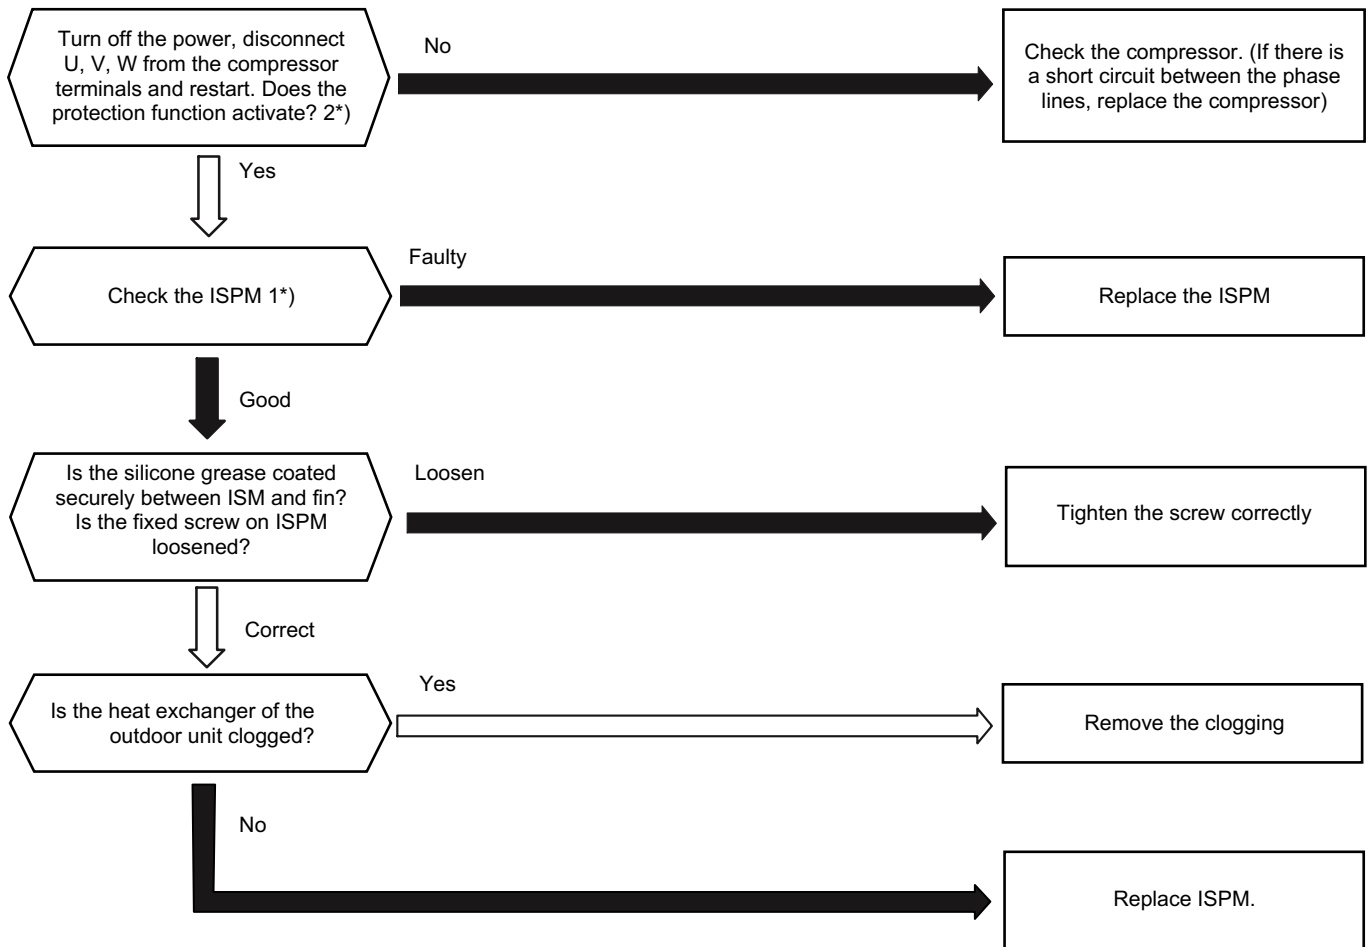 Turn off the power, disconnect
U, V, W from the compressor
terminals and restart. Does the
protection function activate? 2*)
No
Check the compressor. (If there is
a short circuit between the phase
lines, replace the compressor)
Yes
Check the ISPM 1*)
Faulty
Replace the ISPM
Good
Is the silicone grease coated
securely between ISM and fin?
Is the fixed screw on ISPM
loosened?
Loosen
Tighten the screw correctly
Correct
Is the heat exchanger of the
outdoor unit clogged?
Yes
Remove the clogging
No
Replace ISPM.